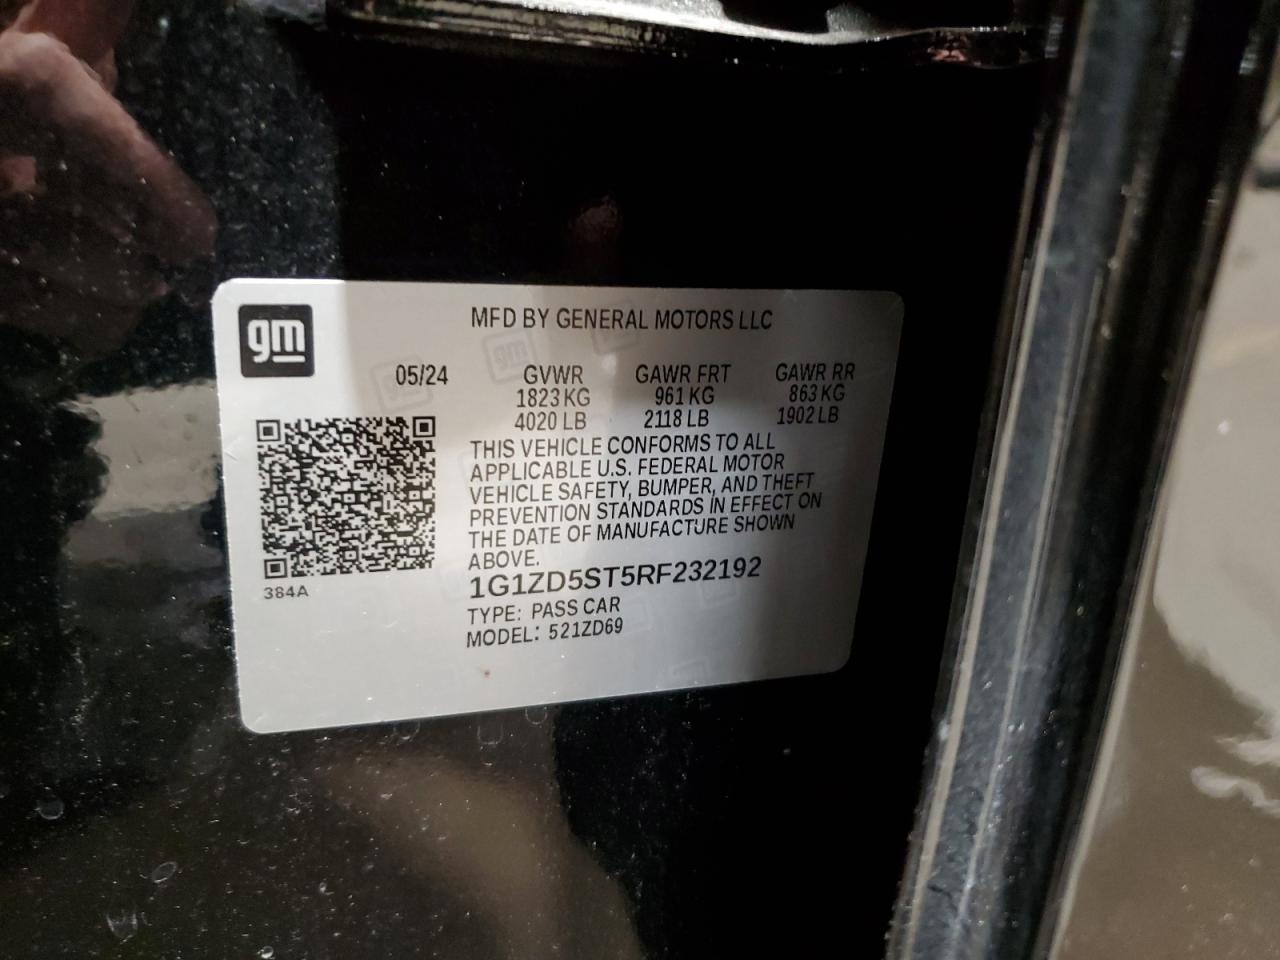 gm
MFD BY GENERAL MOTORS LLC
05/24 GVWR GAWR FRT GAWR RR
1823 KG 961 KG 863 KG
4020 LB 2118 LB 1902 LB
THIS VEHICLE CONFORMS TO ALL
APPLICABLE U.S. FEDERAL MOTOR
VEHICLE SAFETY, BUMPER, AND THEFT
PREVENTION STANDARDS IN EFFECT ON
THE DATE OF MANUFACTURE SHOWN
ABOVE.
384A
1G1ZD5ST5RF232192
TYPE: PASS CAR
MODEL: 521ZD69